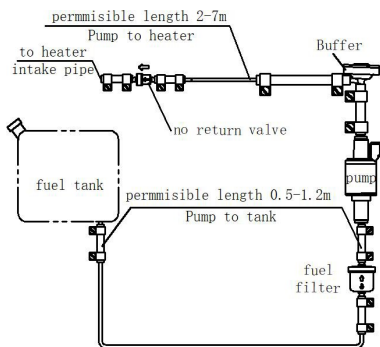 permmisible length 2-7m
Pump to heater
to heater
intake pipe
Buffer
no return valve
fuel tank
pump
permmisible length 0.5-1.2m
Pump to tank
fuel
filter